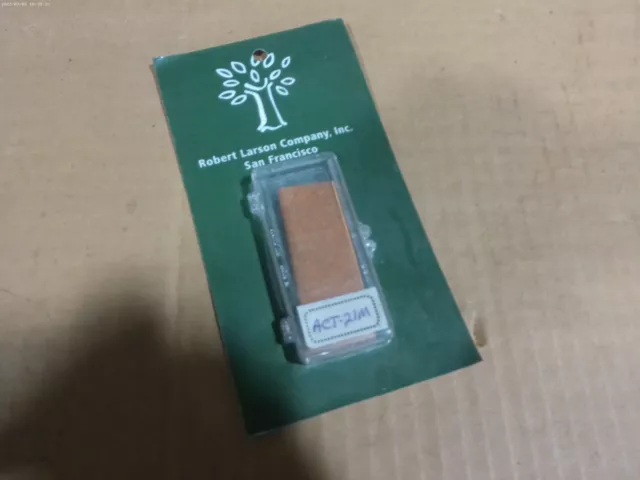 Robert Larson Company, Inc.
San Francisco
ACT-21M